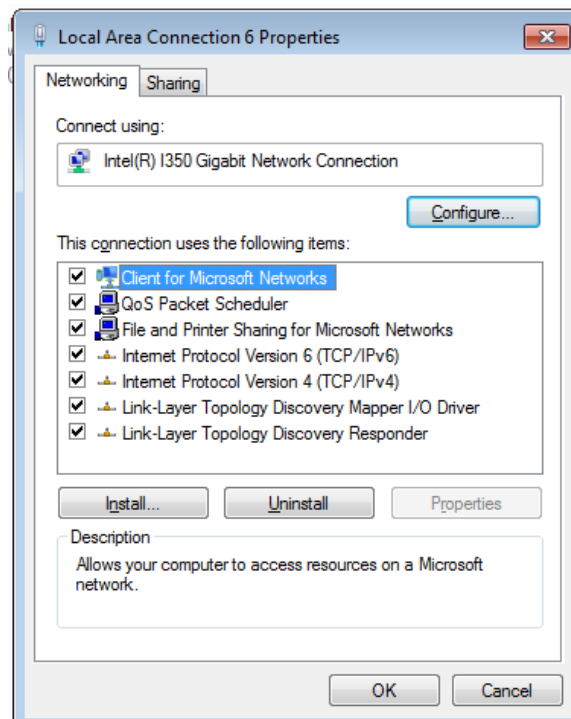 Local Area Connection 6 Properties
Networking
Sharing
Connect using:
Intel(R) I350 Gigabit Network Connection
Configure...
This connection uses the following items:
Client for Microsoft Networks
QoS Packet Scheduler
File and Printer Sharing for Microsoft Networks
Internet Protocol Version 6 (TCP/IPv6)
Internet Protocol Version 4 (TCP/IPv4)
Link-Layer Topology Discovery Mapper I/O Driver
Link-Layer Topology Discovery Responder
Install...
Uninstall
Properties
Description
Allows your computer to access resources on a Microsoft
network.
OK
Cancel